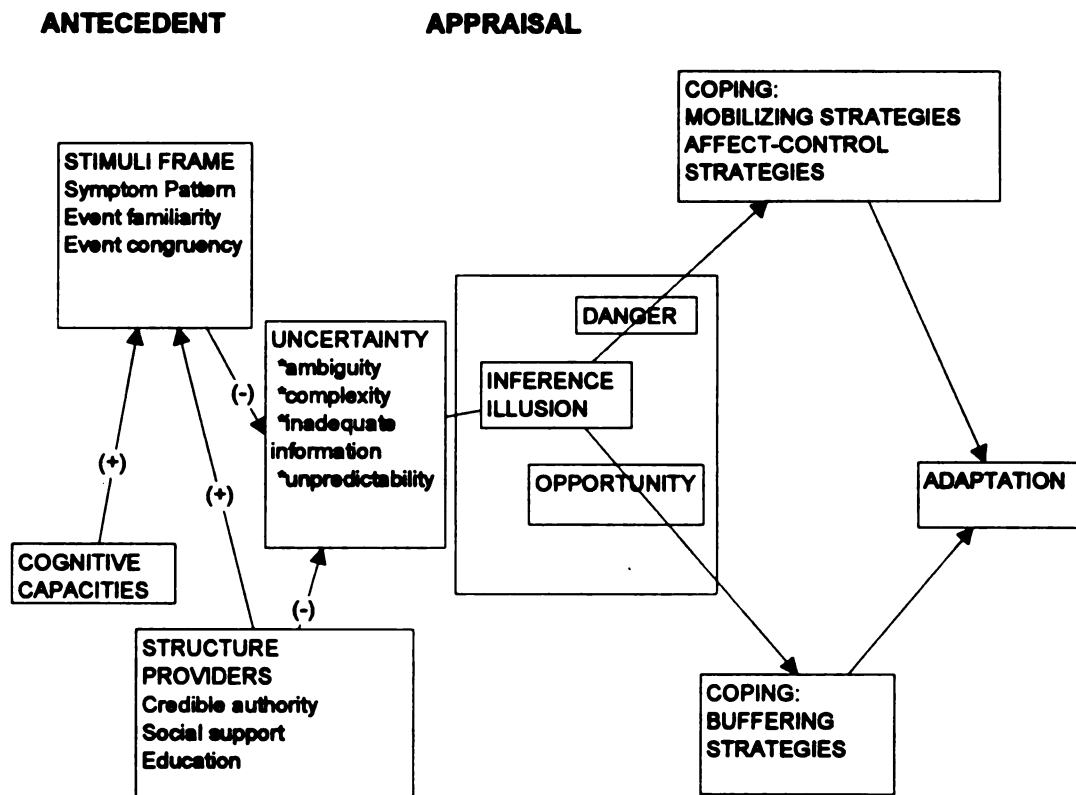 ANTECEDENT
APPRAISAL
STIMULI FRAME
Symptom Pattern
Event familiarity
Event congruency
COGNITIVE
CAPACITIES
(+)
(+)
(-)
(-)
STRUCTURE
PROVIDERS
Credible authority
Social support
Education
UNCERTAINTY
*ambiguity
*complexity
*inadequate
information
*unpredictability
DANGER
INFERENCE
ILLUSION
OPPORTUNITY
COPING:
MOBILIZING STRATEGIES
AFFECT-CONTROL
STRATEGIES
COPING:
BUFFERING
STRATEGIES
ADAPTATION